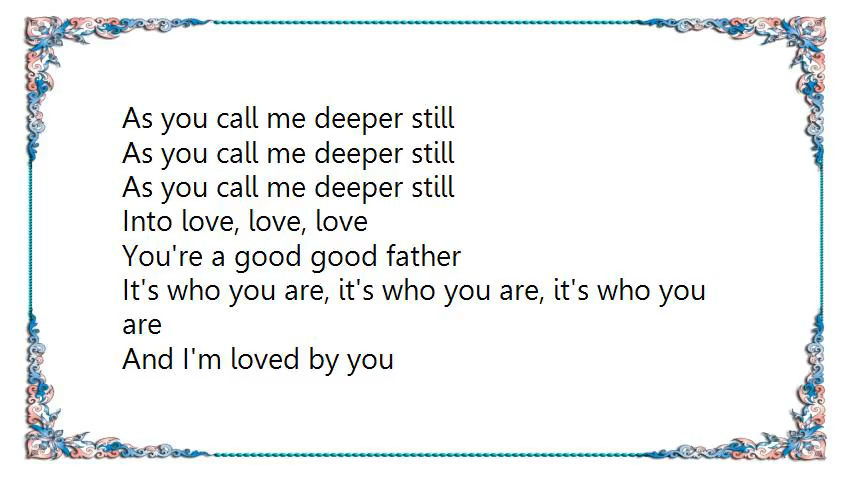 As you call me deeper still
As you call me deeper still
As you call me deeper still
Into love, love, love
You're a good good father
It's who you are, it's who you are, it's who you
are
And I'm loved by you